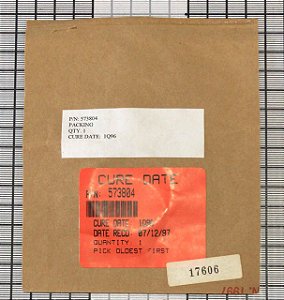 P/N: 573804
PACKING
QTY. 1
CURE DATE: 1Q96
CURE DATE
P/N: 573804
CURE DATE:
DATE RECD: 07/12/97
QUANTITY: 1
PICK OLDEST FIRST
17606